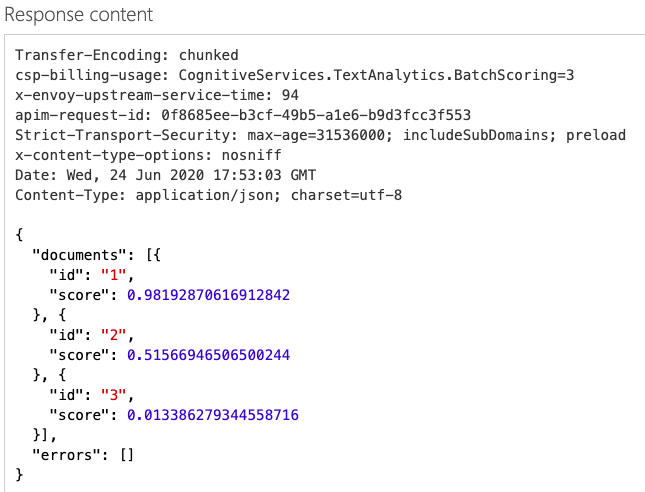 Response content
Transfer-Encoding: chunked
csp-billing-usage: CognitiveServices.TextAnalytics.BatchScoring=3
x-envoy-upstream-service-time: 94
apim-request-id: 0f8685ee-b3cf-49b5-a1e6-b9d3fcc3f553
Strict-Transport-Security: max-age=31536000; includeSubDomains; preload
x-content-type-options: nosniff
Date: Wed, 24 Jun 2020 17:53:03 GMT
Content-Type: application/json; charset=utf-8
{
"documents": [{
"id": "1",
"score": 0.98192870616912842
}, {
"id": "2",
"score": 0.51566946506500244
}, {
"id": "3",
"score": 0.013386279344558716
}],
"errors": []
}